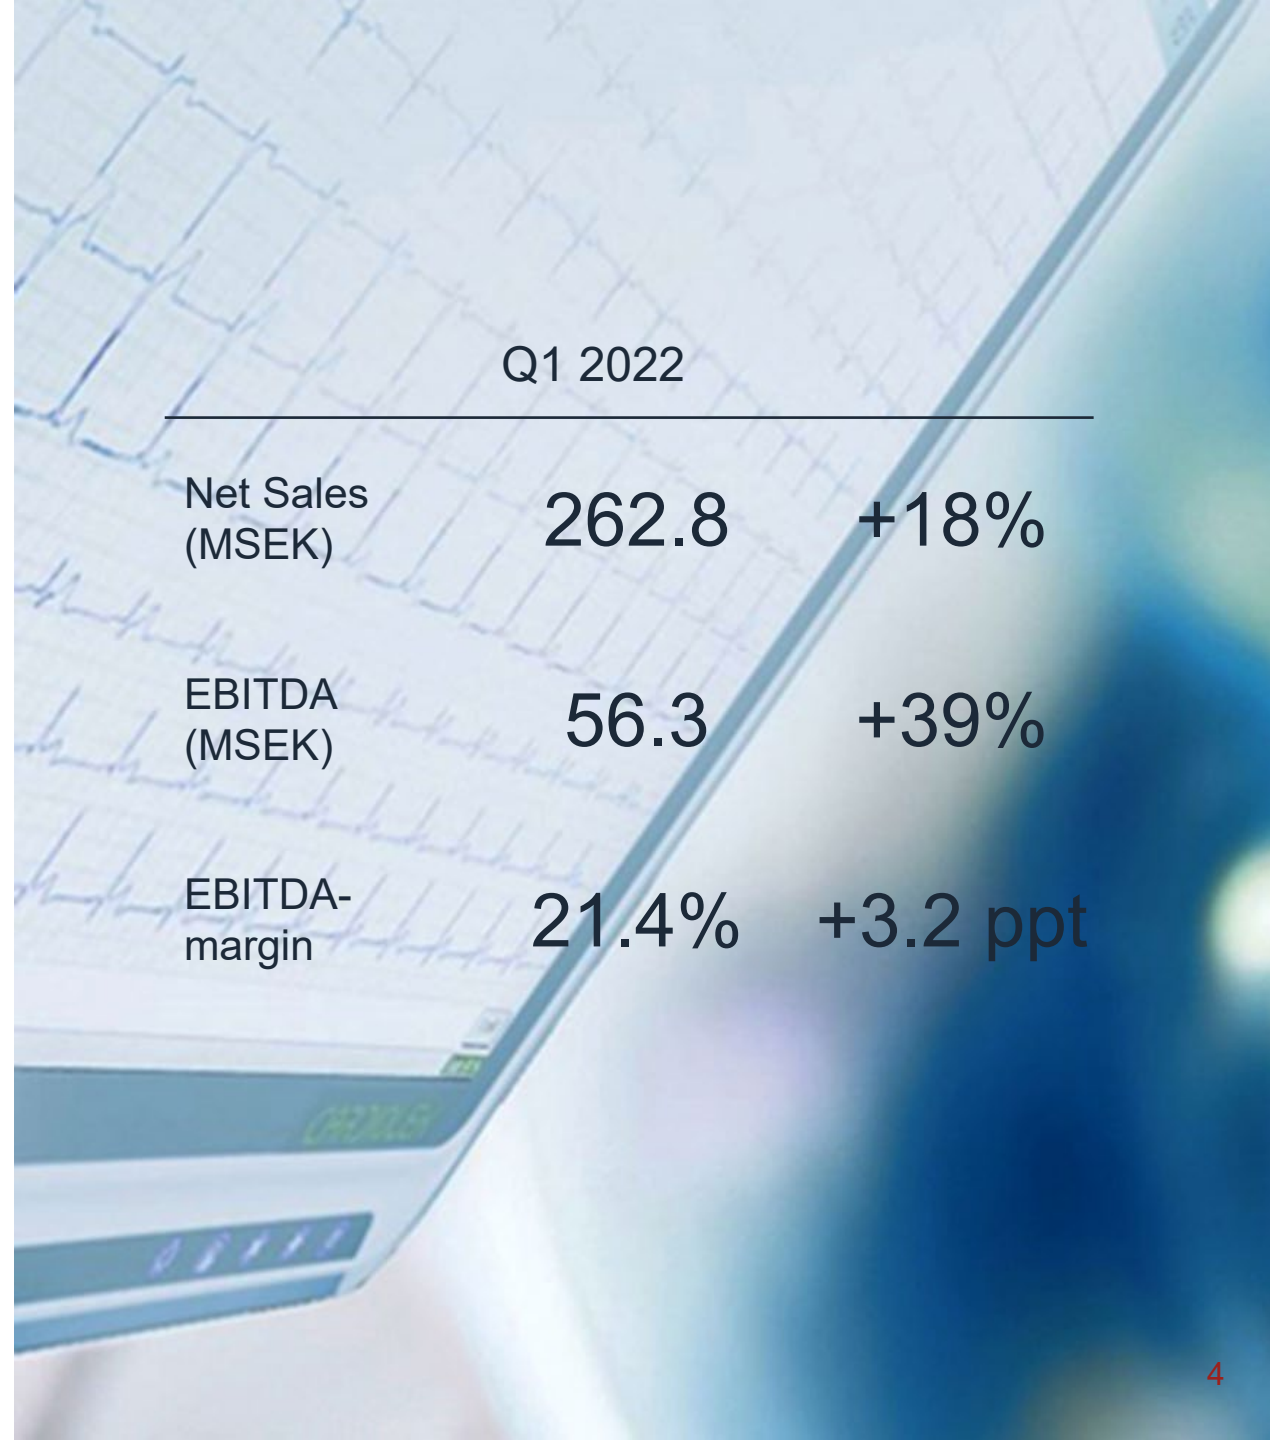 Q1 2022
Net Sales
(MSEK)
262.8
+18%
EBITDA
(MSEK)
56.3
+39%
EBITDA-
margin
21.4%
+3.2 ppt
4